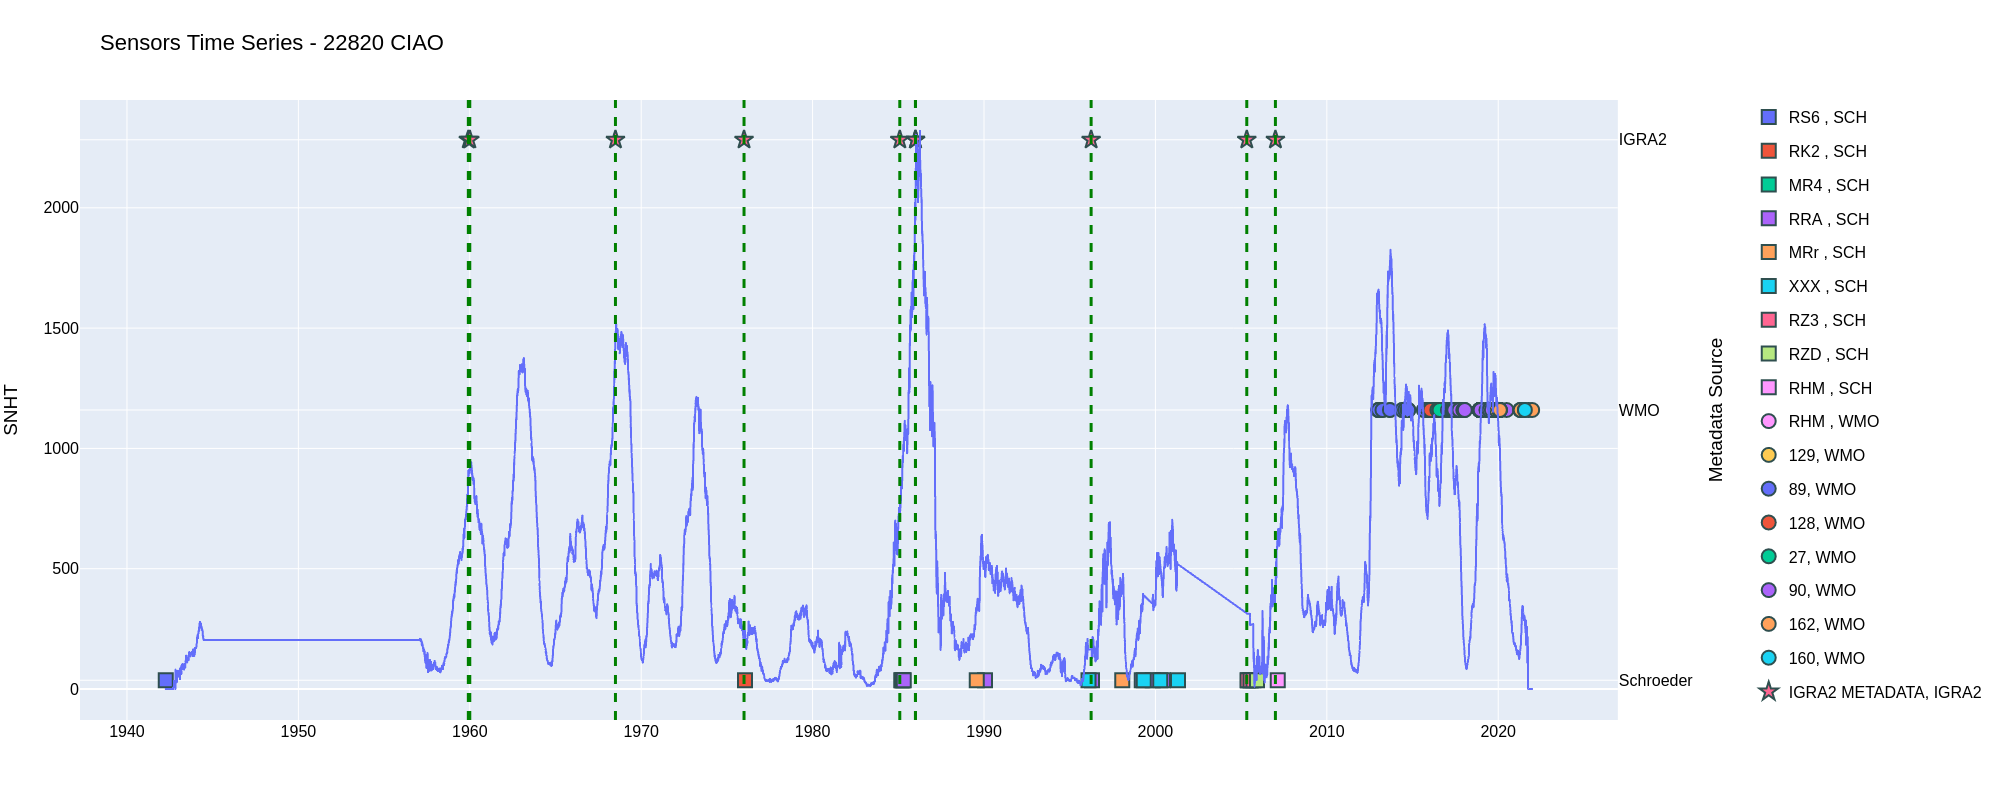 Sensors Time Series - 22820 CIAO
SNHT
2000
1500
1000
500
0
1940
1950
1960
1970
1980
1990
2000
2010
2020
IGRA2
WMO
Schroeder
Metadata Source
RS6 , SCH
RK2 , SCH
MR4 , SCH
RRA , SCH
MRr , SCH
XXX , SCH
RZ3 , SCH
RZD , SCH
RHM , SCH
RHM , WMO
129, WMO
89, WMO
128, WMO
27, WMO
90, WMO
162, WMO
160, WMO
IGRA2 METADATA, IGRA2